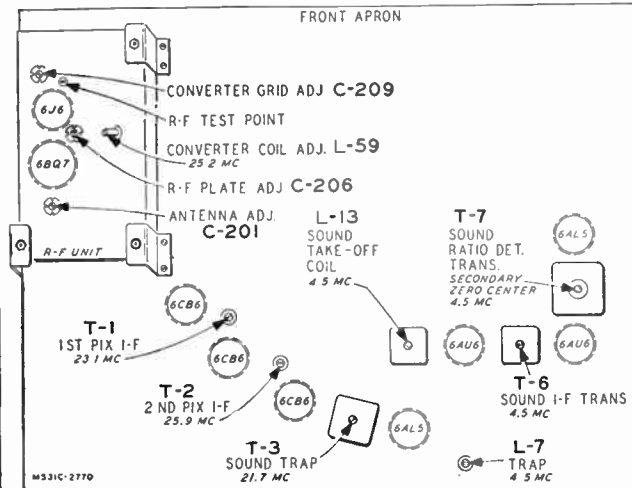 FRONT APRON
CONVERTER GRID ADJ C-209
6J6
R-F TEST POINT
CONVERTER COIL ADJ. L-59
25.2 MC
6BQ7
R-F PLATE ADJ C-206
ANTENNA ADJ.
C-201
R-F UNIT
L-13
SOUND
TAKE-OFF
COIL
4.5 MC
T-7
SOUND
RATIO DET.
TRANS.
SECONDARY
ZERO CENTER
4.5 MC
6AL5
6CB6
T-1
1ST PIX I-F
23.1 MC
6CB6
6AU6
6AU6
T-2
2ND PIX I-F
25.9 MC
6CB6
T-6
SOUND I-F TRANS
4.5 MC
6AL5
T-3
SOUND TRAP
21.7 MC
L-7
TRAP
4.5 MC
MS31C-2770